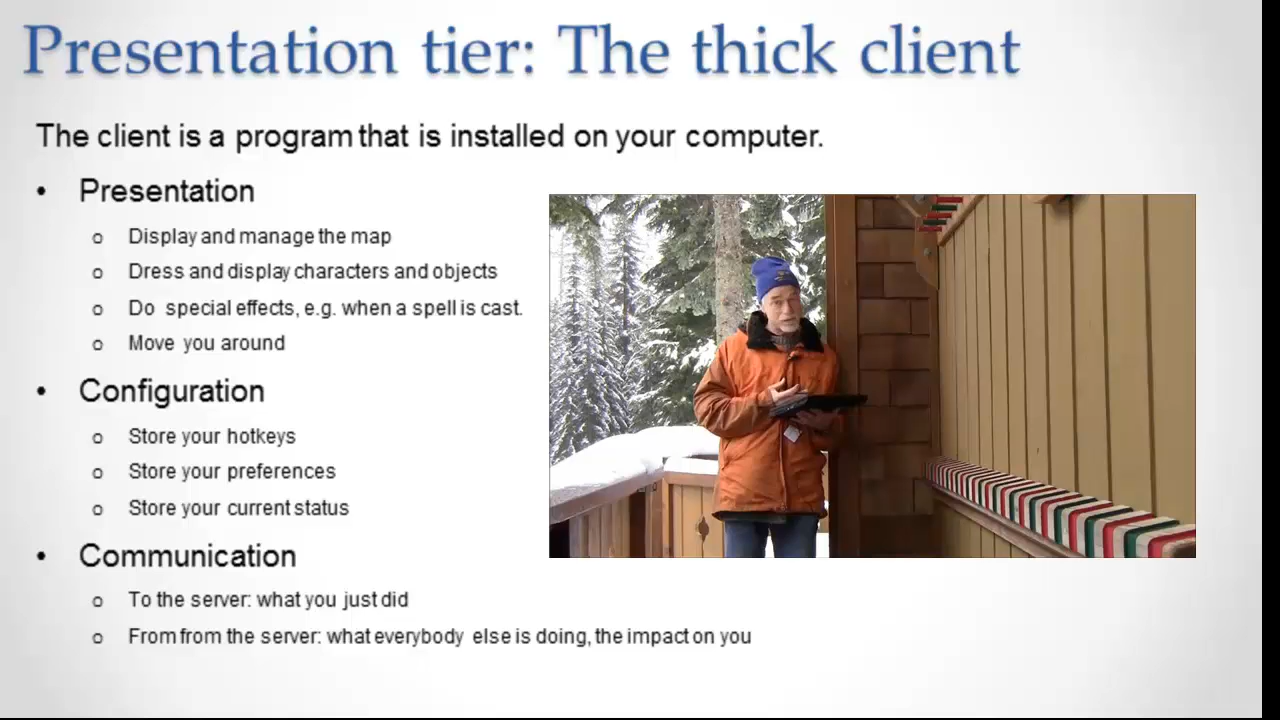 Presentation tier: The thick client
The client is a program that is installed on your computer.
• Presentation
o Display and manage the map
o Dress and display characters and objects
o Do special effects, e.g. when a spell is cast.
o Move you around
• Configuration
o Store your hotkeys
o Store your preferences
o Store your current status
• Communication
o To the server: what you just did
o From from the server: what everybody else is doing, the impact on you